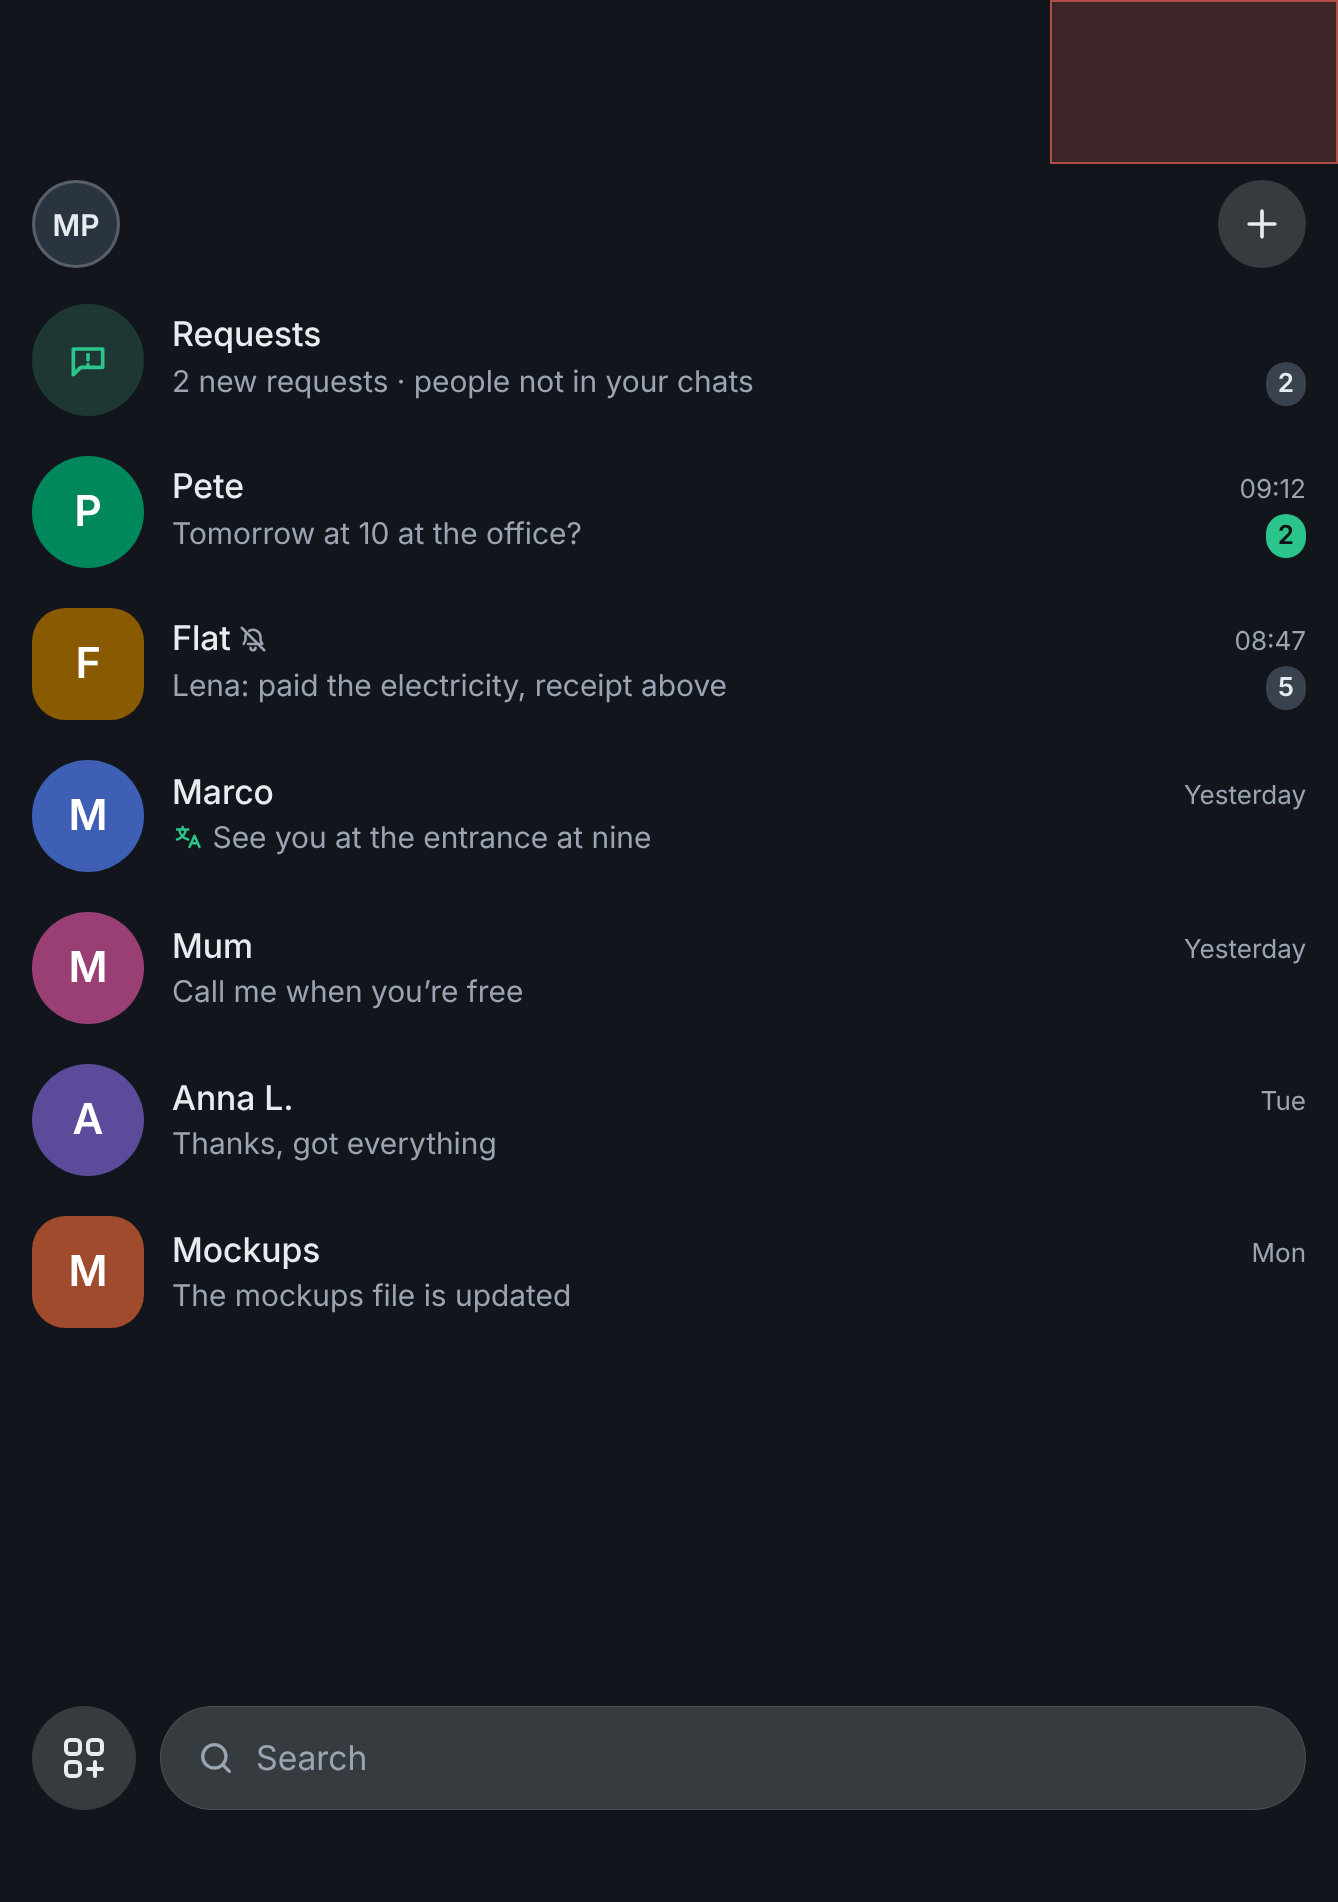 MP
Requests
2 new requests · people not in your chats
2
P
Pete
09:12
Tomorrow at 10 at the office?
2
F
Flat
08:47
Lena: paid the electricity, receipt above
5
M
Marco
Yesterday
文A See you at the entrance at nine
M
Mum
Yesterday
Call me when you’re free
A
Anna L.
Tue
Thanks, got everything
M
Mockups
Mon
The mockups file is updated
Search